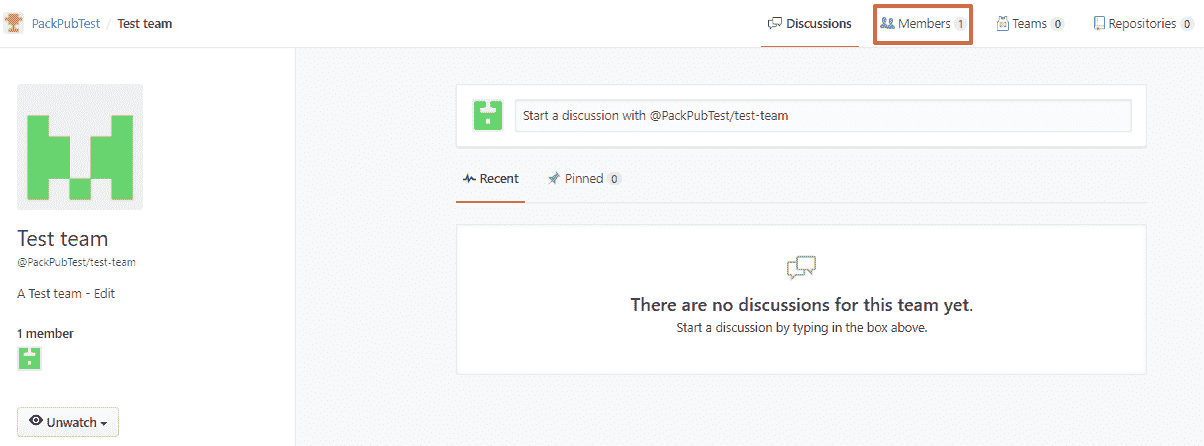 PackPubTest / Test team
Discussions Members 1 Teams 0 Repositories 0
Start a discussion with @PackPubTest/test-team
Recent Pinned 0
Test team
@PackPubTest/test-team
A Test team - Edit
1 member
Unwatch
There are no discussions for this team yet.
Start a discussion by typing in the box above.